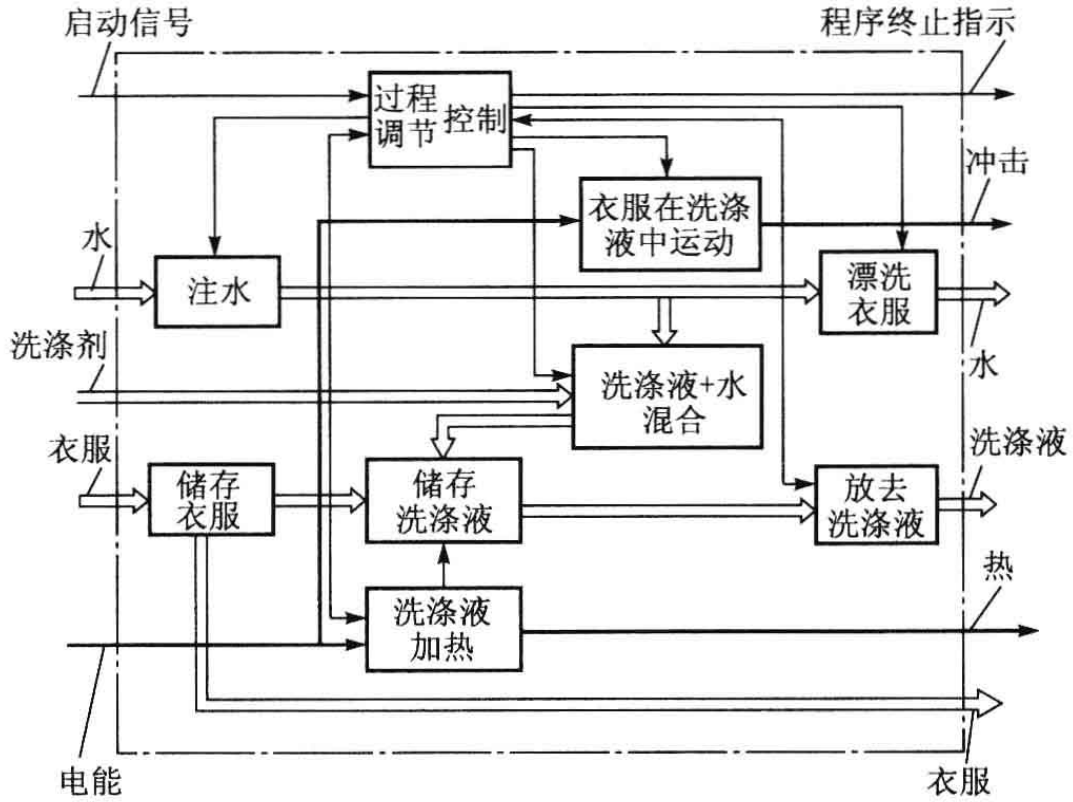 启动信号
程序终止指示
过程
调节
控制
冲击
衣服在洗涤
液中运动
水
注水
漂洗
衣服
洗涤剂
水
洗涤液+水
混合
衣服
洗涤液
储存
衣服
储存
洗涤液
放去
洗涤液
热
洗涤液
加热
电能
衣服